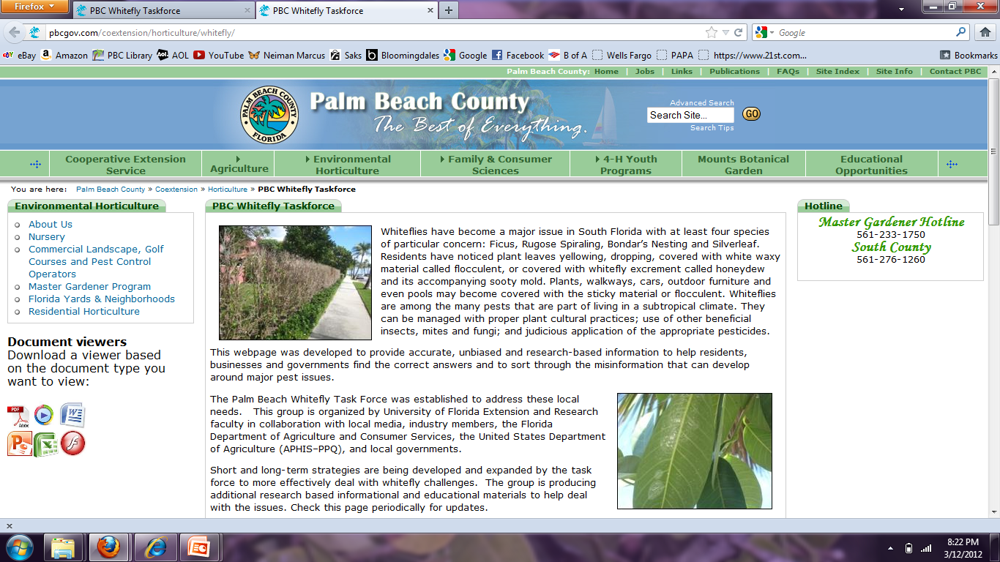 Firefox
PBC Whitefly Taskforce
PBC Whitefly Taskforce
pbcgov.com/coextension/horticulture/whitefly/
Google
eBay Amazon PBC Library AOL YouTube Neiman Marcus Saks Bloomingdales Google Facebook B of A Wells Fargo PAPA https://www.21st.com... Bookmarks
Palm Beach County: Home | Jobs | Links | Publications | FAQs | Site Index | Site Info | Contact PBC
PALM BEACH COUNTY
FLORIDA
Palm Beach County
The Best of Everything.
Advanced Search
Search Site...
GO
Search Tips
Cooperative Extension Service
Agriculture
Environmental Horticulture
Family & Consumer Sciences
4-H Youth Programs
Mounts Botanical Garden
Educational Opportunities
You are here: Palm Beach County » Coextension » Horticulture » PBC Whitefly Taskforce
Environmental Horticulture
About Us
Nursery
Commercial Landscape, Golf
Courses and Pest Control
Operators
Master Gardener Program
Florida Yards & Neighborhoods
Residential Horticulture
Document viewers
Download a viewer based
on the document type you
want to view:
PDF
Adobe
PBC Whitefly Taskforce
Whiteflies have become a major issue in South Florida with at least four species
of particular concern: Ficus, Rugose Spiraling, Bondar's Nesting and Silverleaf.
Residents have noticed plant leaves yellowing, dropping, covered with white waxy
material called flocculent, or covered with whitefly excrement called honeydew
and its accompanying sooty mold. Plants, walkways, cars, outdoor furniture and
even pools may become covered with the sticky material or flocculent. Whiteflies
are among the many pests that are part of living in a subtropical climate. They
can be managed with proper plant cultural practices; use of other beneficial
insects, mites and fungi; and judicious application of the appropriate pesticides.
This webpage was developed to provide accurate, unbiased and research-based information to help residents,
businesses and governments find the correct answers and to sort through the misinformation that can develop
around major pest issues.
The Palm Beach Whitefly Task Force was established to address these local
needs. This group is organized by University of Florida Extension and Research
faculty in collaboration with local media, industry members, the Florida
Department of Agriculture and Consumer Services, the United States Department
of Agriculture (APHIS–PPQ), and local governments.
Short and long-term strategies are being developed and expanded by the task
force to more effectively deal with whitefly challenges. The group is producing
additional research based informational and educational materials to help deal
with the issues. Check this page periodically for updates.
Hotline
Master Gardener Hotline
561-233-1750
South County
561-276-1260
8:22 PM
3/12/2012